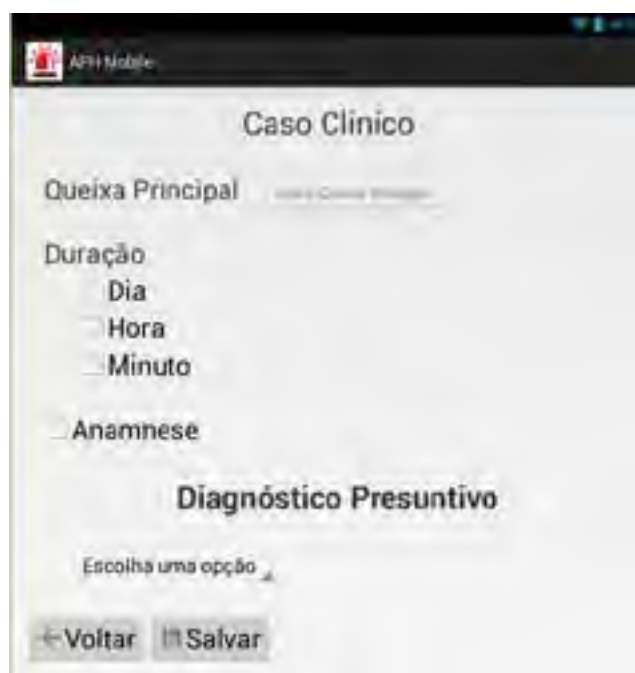 APH Mobile
Caso Clinico
Queixa Principal
Duração
Dia
Hora
Minuto
Anamnese
Diagnóstico Presuntivo
Escolha uma opção
Voltar Salvar